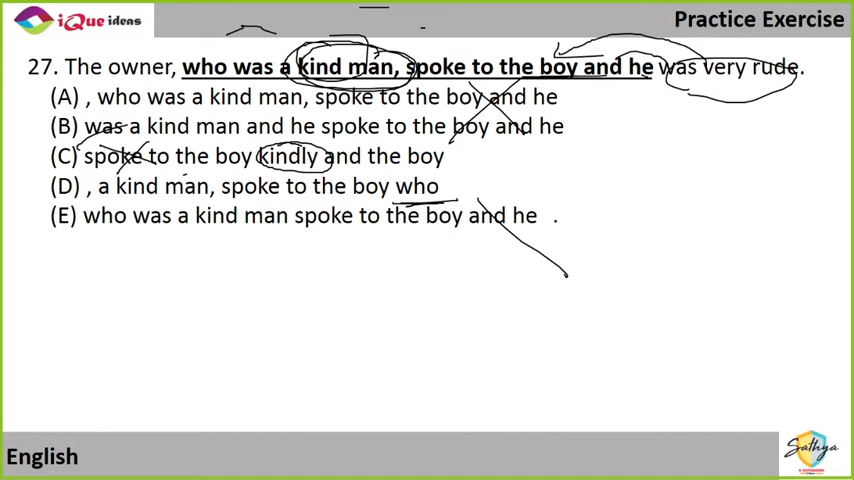 iQue ideas
Practice Exercise
27. The owner, who was a kind man, spoke to the boy and he was very rude.
(A) , who was a kind man, spoke to the boy and he
(B) was a kind man and he spoke to the boy and he
(C) spoke to the boy kindly and the boy
(D) , a kind man, spoke to the boy who
(E) who was a kind man spoke to the boy and he .
English
Sathya